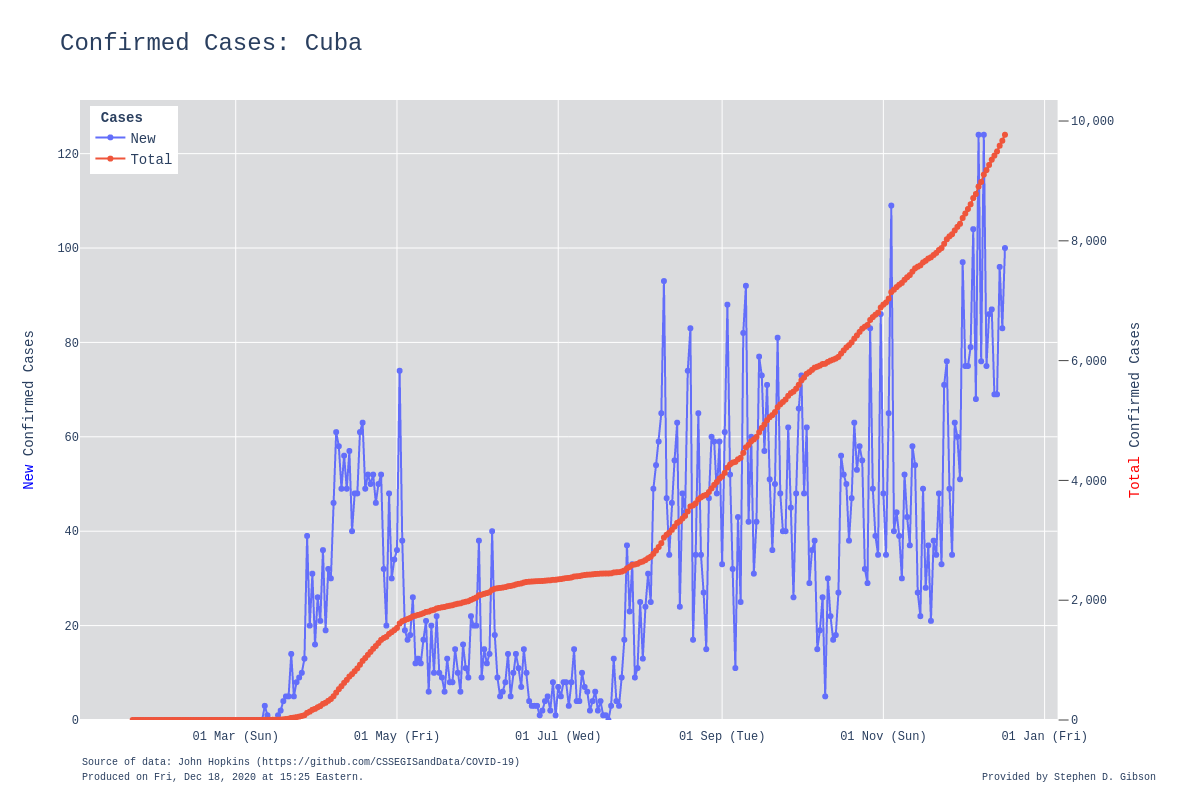 Confirmed Cases: Cuba
Cases
New
Total
120
100
80
60
40
20
0
New Confirmed Cases
10,000
8,000
6,000
4,000
2,000
0
Total Confirmed Cases
01 Mar (Sun)
01 May (Fri)
01 Jul (Wed)
01 Sep (Tue)
01 Nov (Sun)
01 Jan (Fri)
Source of data: John Hopkins (https://github.com/CSSEGISandData/COVID-19)
Produced on Fri, Dec 18, 2020 at 15:25 Eastern.
Provided by Stephen D. Gibson